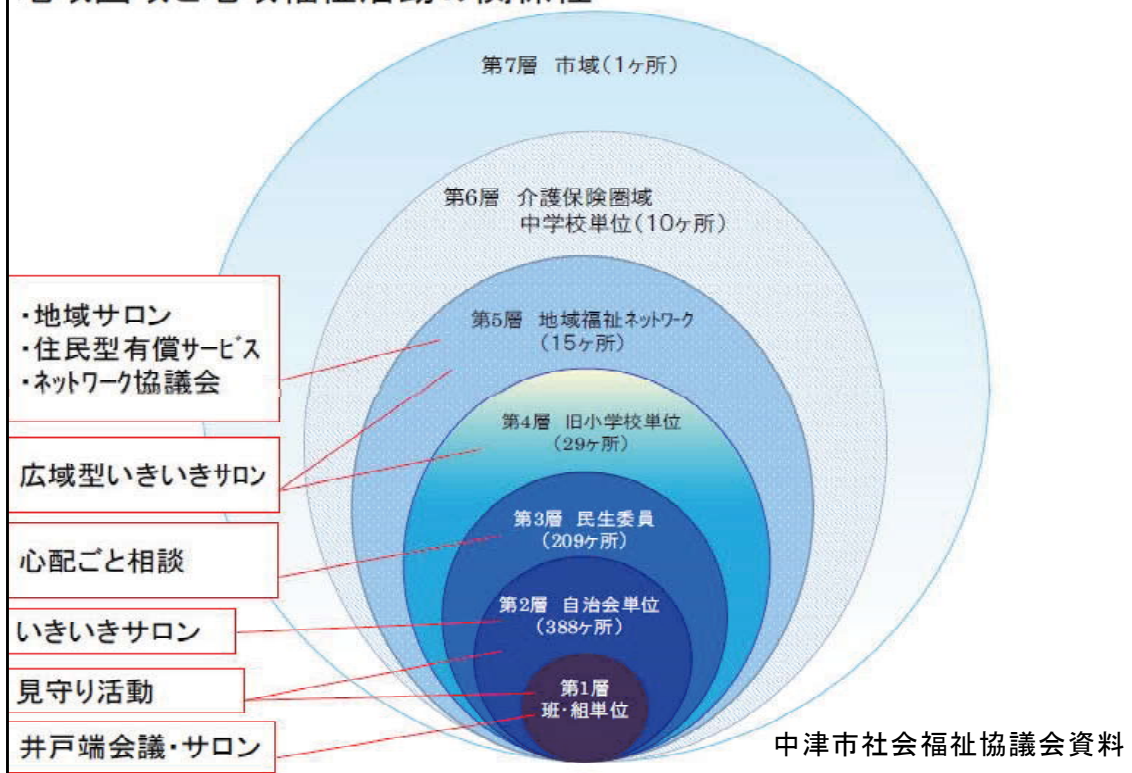 第7層 市域(1ヶ所)
第6層 介護保険圏域
中学校単位(10ヶ所)
・地域サロン
・住民型有償サービス
・ネットワーク協議会
第5層 地域福祉ネットワーク
(15ヶ所)
広域型いきいきサロン
第4層 旧小学校単位
(29ヶ所)
心配ごと相談
第3層 民生委員
(209ヶ所)
いきいきサロン
第2層 自治会単位
(388ヶ所)
見守り活動
第1層
班・組単位
井戸端会議・サロン
中津市社会福祉協議会資料